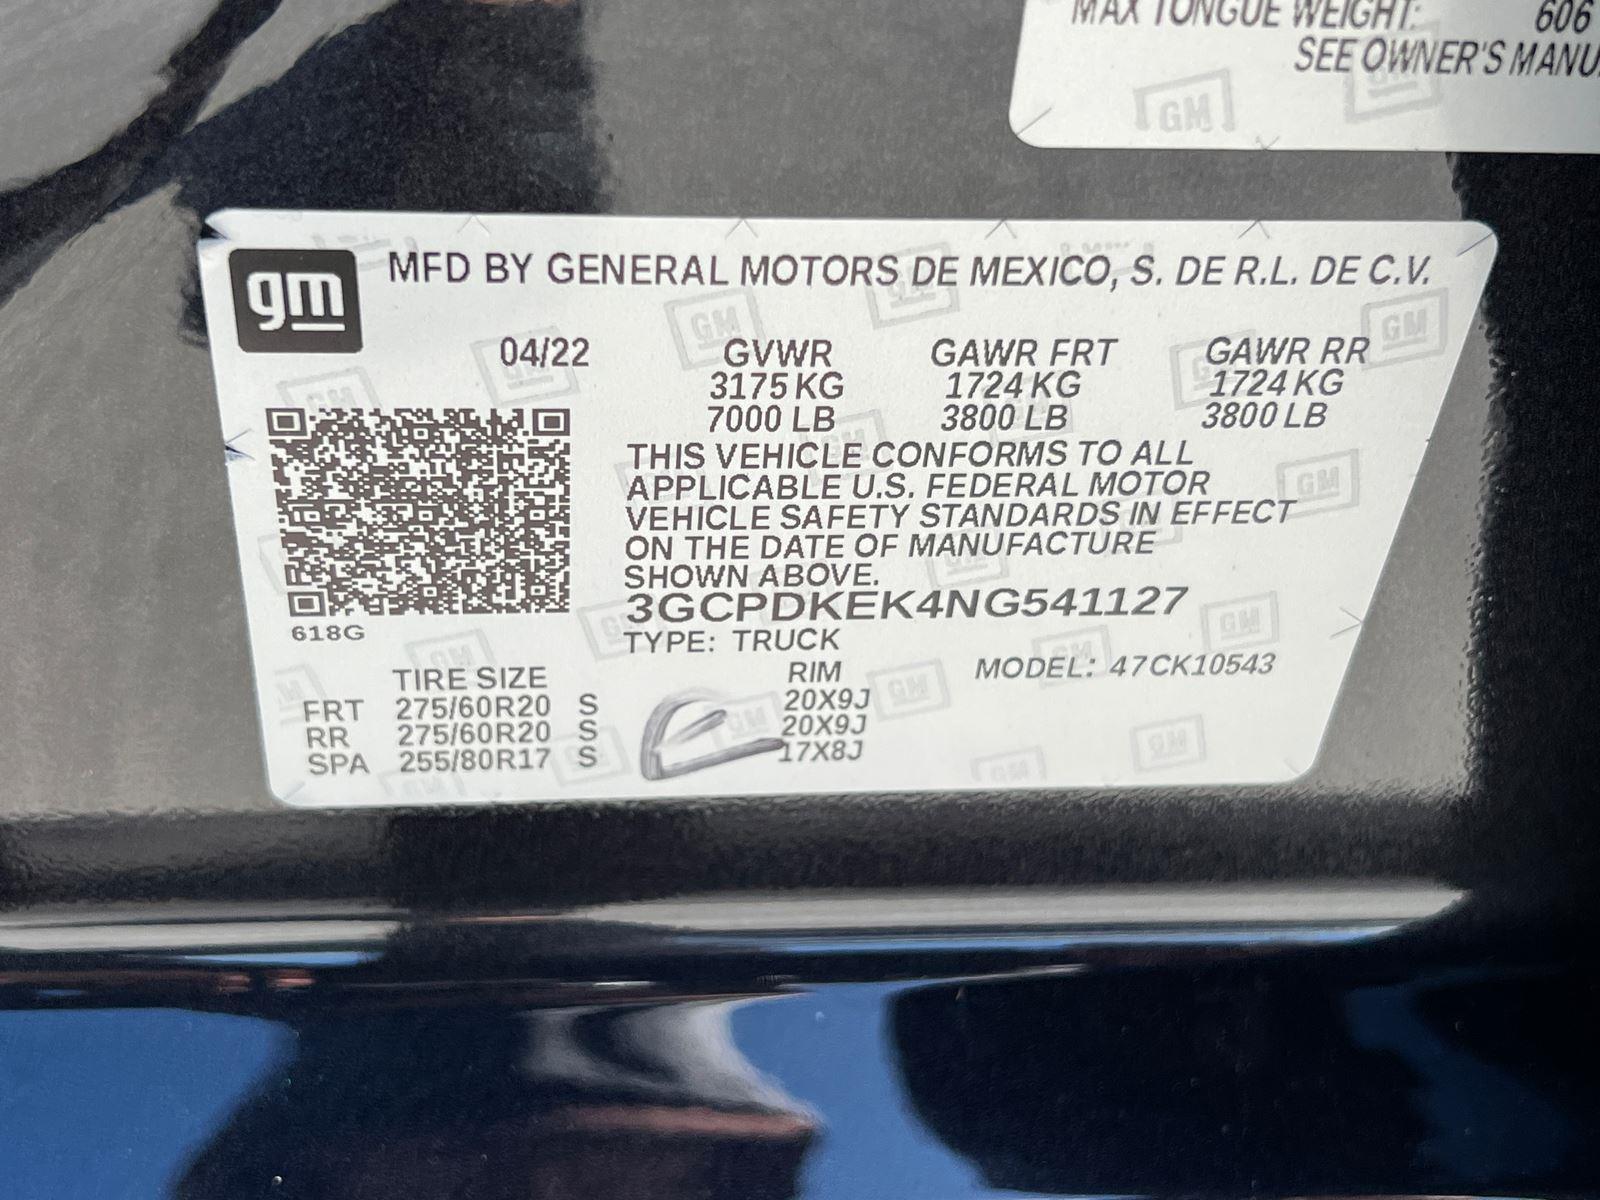 MAX TONGUE WEIGHT: 606
SEE OWNER'S MANU
gm
MFD BY GENERAL MOTORS DE MEXICO, S. DE R.L. DE C.V.
04/22 GVWR GAWR FRT GAWR RR
3175 KG 1724 KG 1724 KG
7000 LB 3800 LB 3800 LB
THIS VEHICLE CONFORMS TO ALL
APPLICABLE U.S. FEDERAL MOTOR
VEHICLE SAFETY STANDARDS IN EFFECT
ON THE DATE OF MANUFACTURE
SHOWN ABOVE.
3GCPDKEK4NG541127
618G
TYPE: TRUCK
TIRE SIZE RIM MODEL: 47CK10543
FRT 275/60R20 S 20X9J
RR 275/60R20 S 20X9J
SPA 255/80R17 S 17X8J